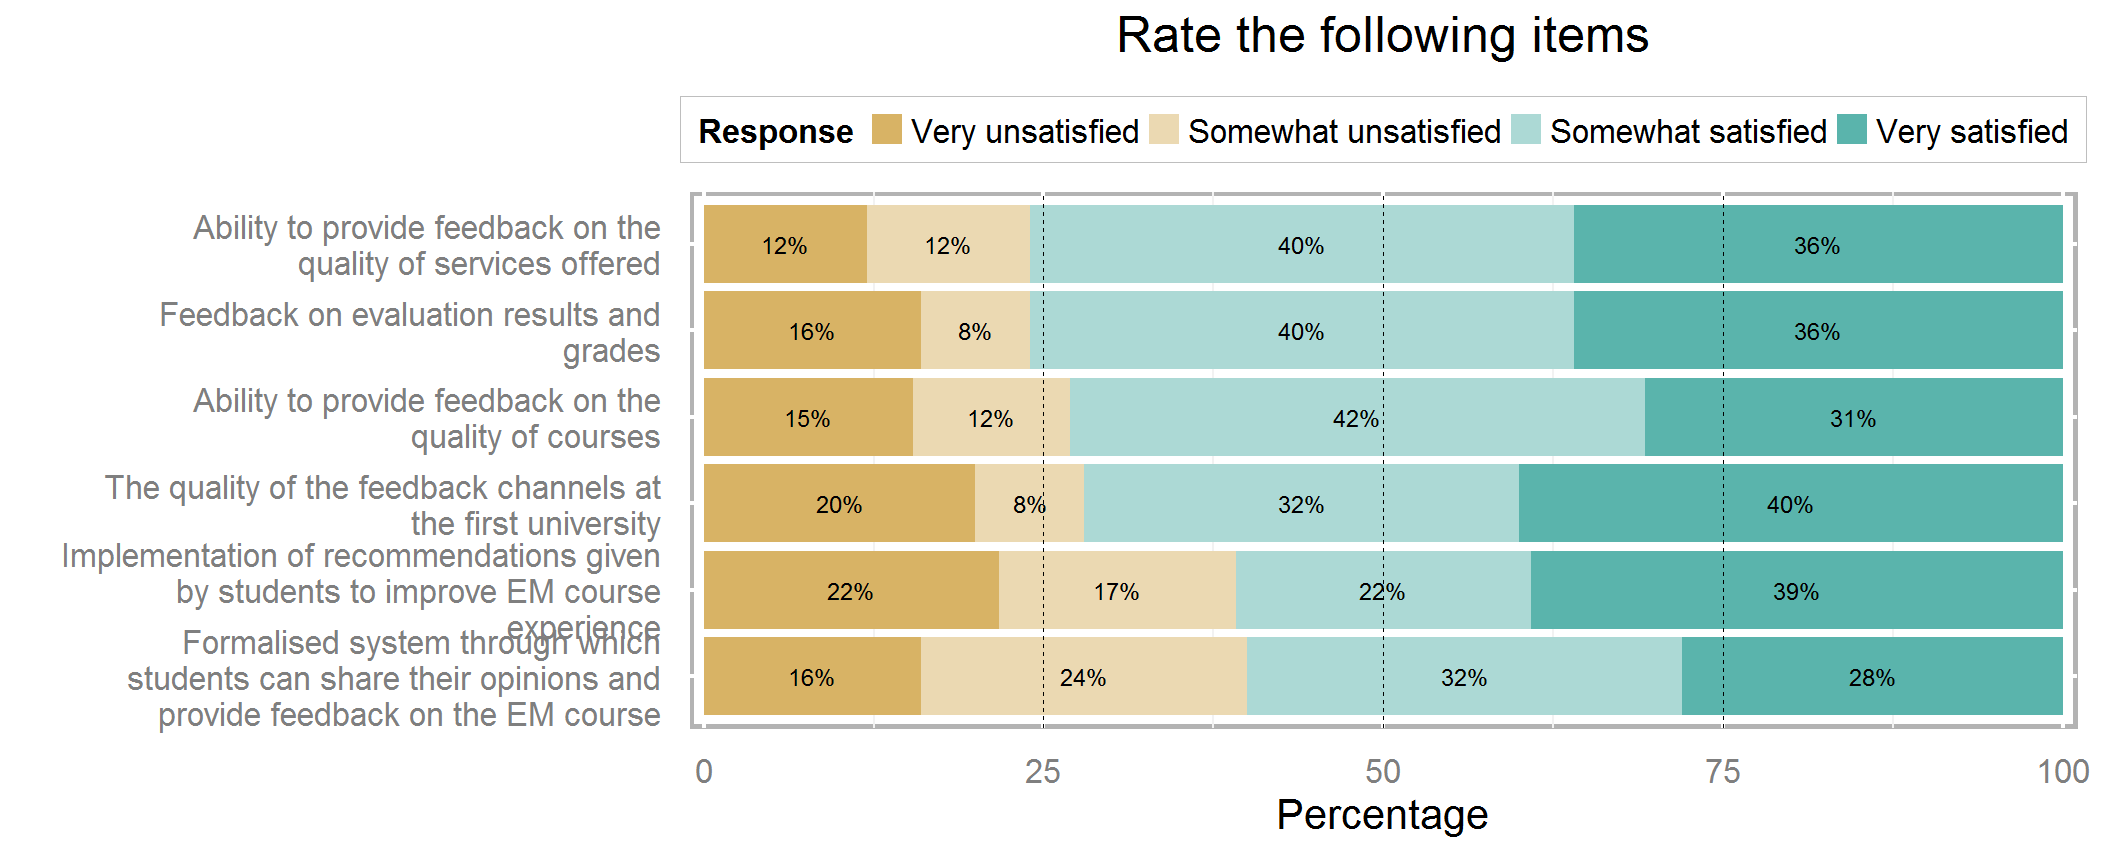 Rate the following items
Response Very unsatisfied Somewhat unsatisfied Somewhat satisfied Very satisfied
Ability to provide feedback on the
quality of services offered
12% 12% 40% 36%
Feedback on evaluation results and
grades
16% 8% 40% 36%
Ability to provide feedback on the
quality of courses
15% 12% 42% 31%
The quality of the feedback channels at
the first university
20% 8% 32% 40%
Implementation of recommendations given
by students to improve EM course
experience
22% 17% 22% 39%
Formalised system through which
students can share their opinions and
provide feedback on the EM course
16% 24% 32% 28%
0 25 50 75 100
Percentage